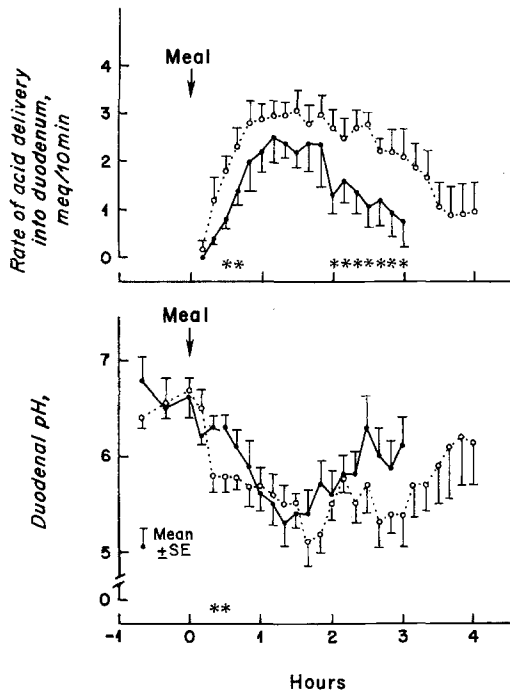 Meal
Rate of acid delivery
into duodenum,
meq/10min
4
3
2
1
0
** *******
Meal
Duodenal pH,
7
6
5
0
Mean
±SE
**
-1 0 1 2 3 4
Hours